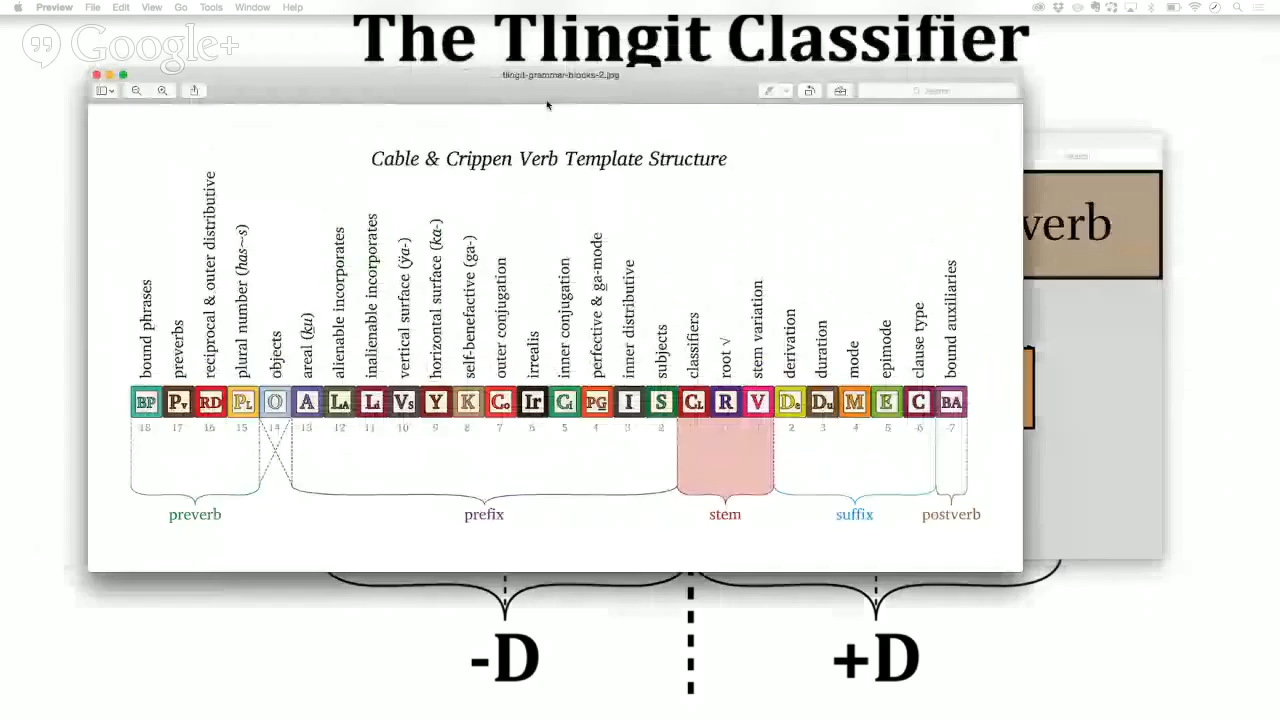 Preview File Edit View Go Tools Window Help
Google+
The Tlingit Classifier
tlingit-grammar-blocks-2.jpg
Search
Cable & Crippen Verb Template Structure
bound phrases
preverbs
reciprocal & outer distributive
plural number (has~s)
objects
areal (ḵu)
alienable incorporates
inalienable incorporates
vertical surface (ÿa-)
horizontal surface (ka-)
self-benefactive (ga-)
outer conjugation
irrealis
inner conjugation
perfective & g̱a-mode
inner distributive
subjects
classifiers
root √
stem variation
derivation
duration
mode
epimode
clause type
bound auxiliaries
verb
BP Pv RD PL O A LA Li Vs Y K Co Ir Ci PG I S CL R V De Du M E C BA
18 17 16 15 14 13 12 11 10 9 8 7 6 5 4 3 2 1 2 3 4 5 -6 -7
preverb prefix stem suffix postverb
-D +D